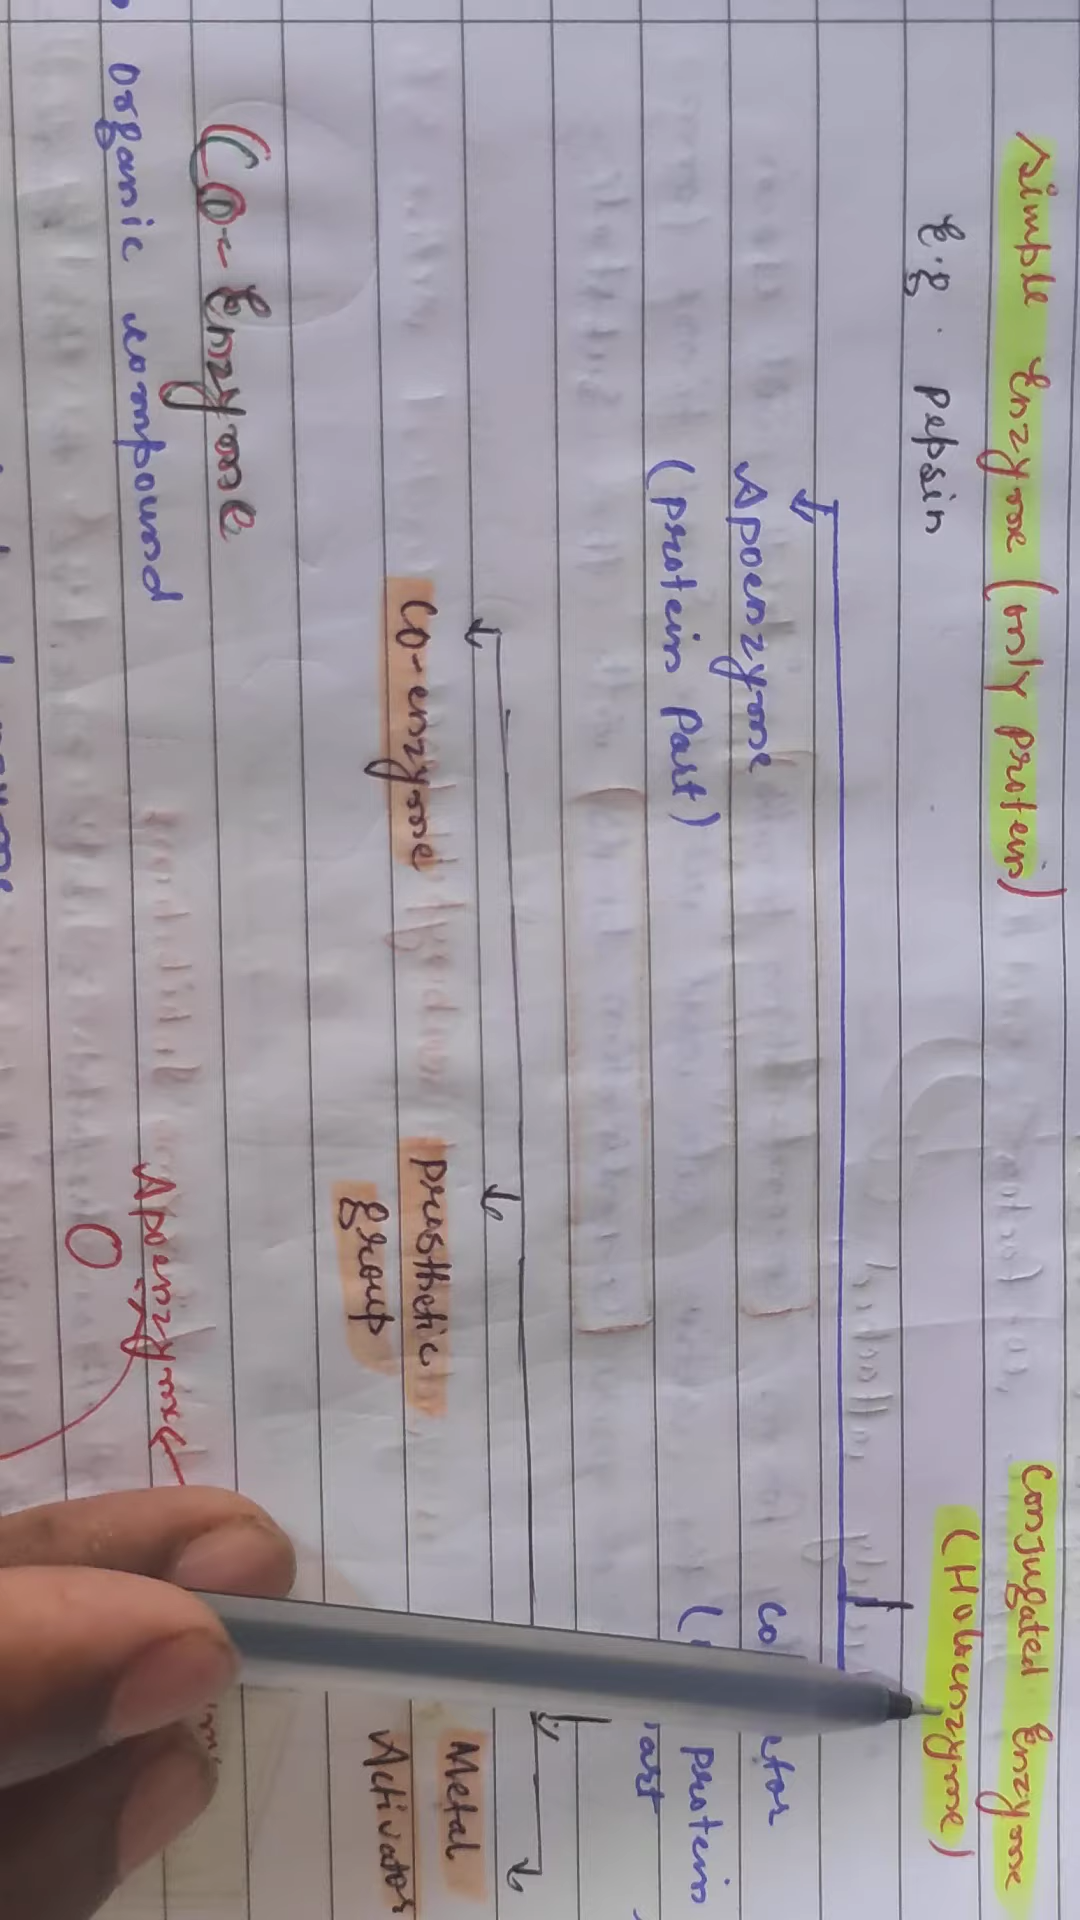 Simple Enzyme (only protein)
Conjugated Enzyme
E.g. pepsin
(Holoenzyme)
Apoenzyme
(protein part)
protein
Co-enzyme
prosthetic
group
Metal
Activator
Co-Enzyme
organic compound
Apoenzyme